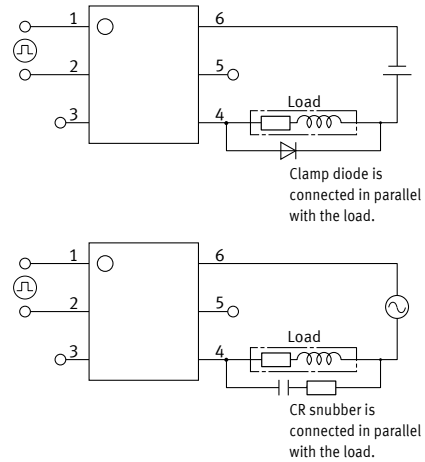 1
6
2
5
3
4
Load
Clamp diode is
connected in parallel
with the load.
1
6
2
5
3
4
Load
CR snubber is
connected in parallel
with the load.